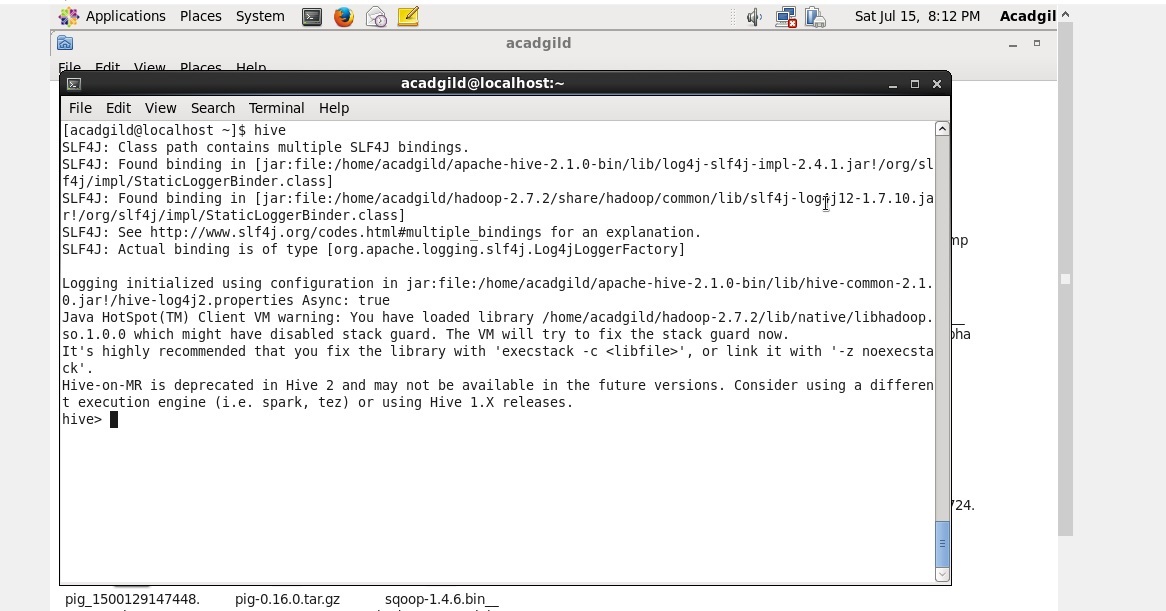 Applications Places System Sat Jul 15, 8:12 PM Acadgil
acadgild
File Edit View Places Help
acadgild@localhost:~
File Edit View Search Terminal Help
[acadgild@localhost ~]$ hive
SLF4J: Class path contains multiple SLF4J bindings.
SLF4J: Found binding in [jar:file:/home/acadgild/apache-hive-2.1.0-bin/lib/log4j-slf4j-impl-2.4.1.jar!/org/sl
f4j/impl/StaticLoggerBinder.class]
SLF4J: Found binding in [jar:file:/home/acadgild/hadoop-2.7.2/share/hadoop/common/lib/slf4j-log4j12-1.7.10.ja
r!/org/slf4j/impl/StaticLoggerBinder.class]
SLF4J: See http://www.slf4j.org/codes.html#multiple_bindings for an explanation.
SLF4J: Actual binding is of type [org.apache.logging.slf4j.Log4jLoggerFactory]
Logging initialized using configuration in jar:file:/home/acadgild/apache-hive-2.1.0-bin/lib/hive-common-2.1.
0.jar!/hive-log4j2.properties Async: true
Java HotSpot(TM) Client VM warning: You have loaded library /home/acadgild/hadoop-2.7.2/lib/native/libhadoop.
so.1.0.0 which might have disabled stack guard. The VM will try to fix the stack guard now.
It's highly recommended that you fix the library with 'execstack -c <libfile>', or link it with '-z noexecsta
ck'.
Hive-on-MR is deprecated in Hive 2 and may not be available in the future versions. Consider using a differen
t execution engine (i.e. spark, tez) or using Hive 1.X releases.
hive>
mp
724.
pig_1500129147448. pig-0.16.0.tar.gz sqoop-1.4.6.bin__